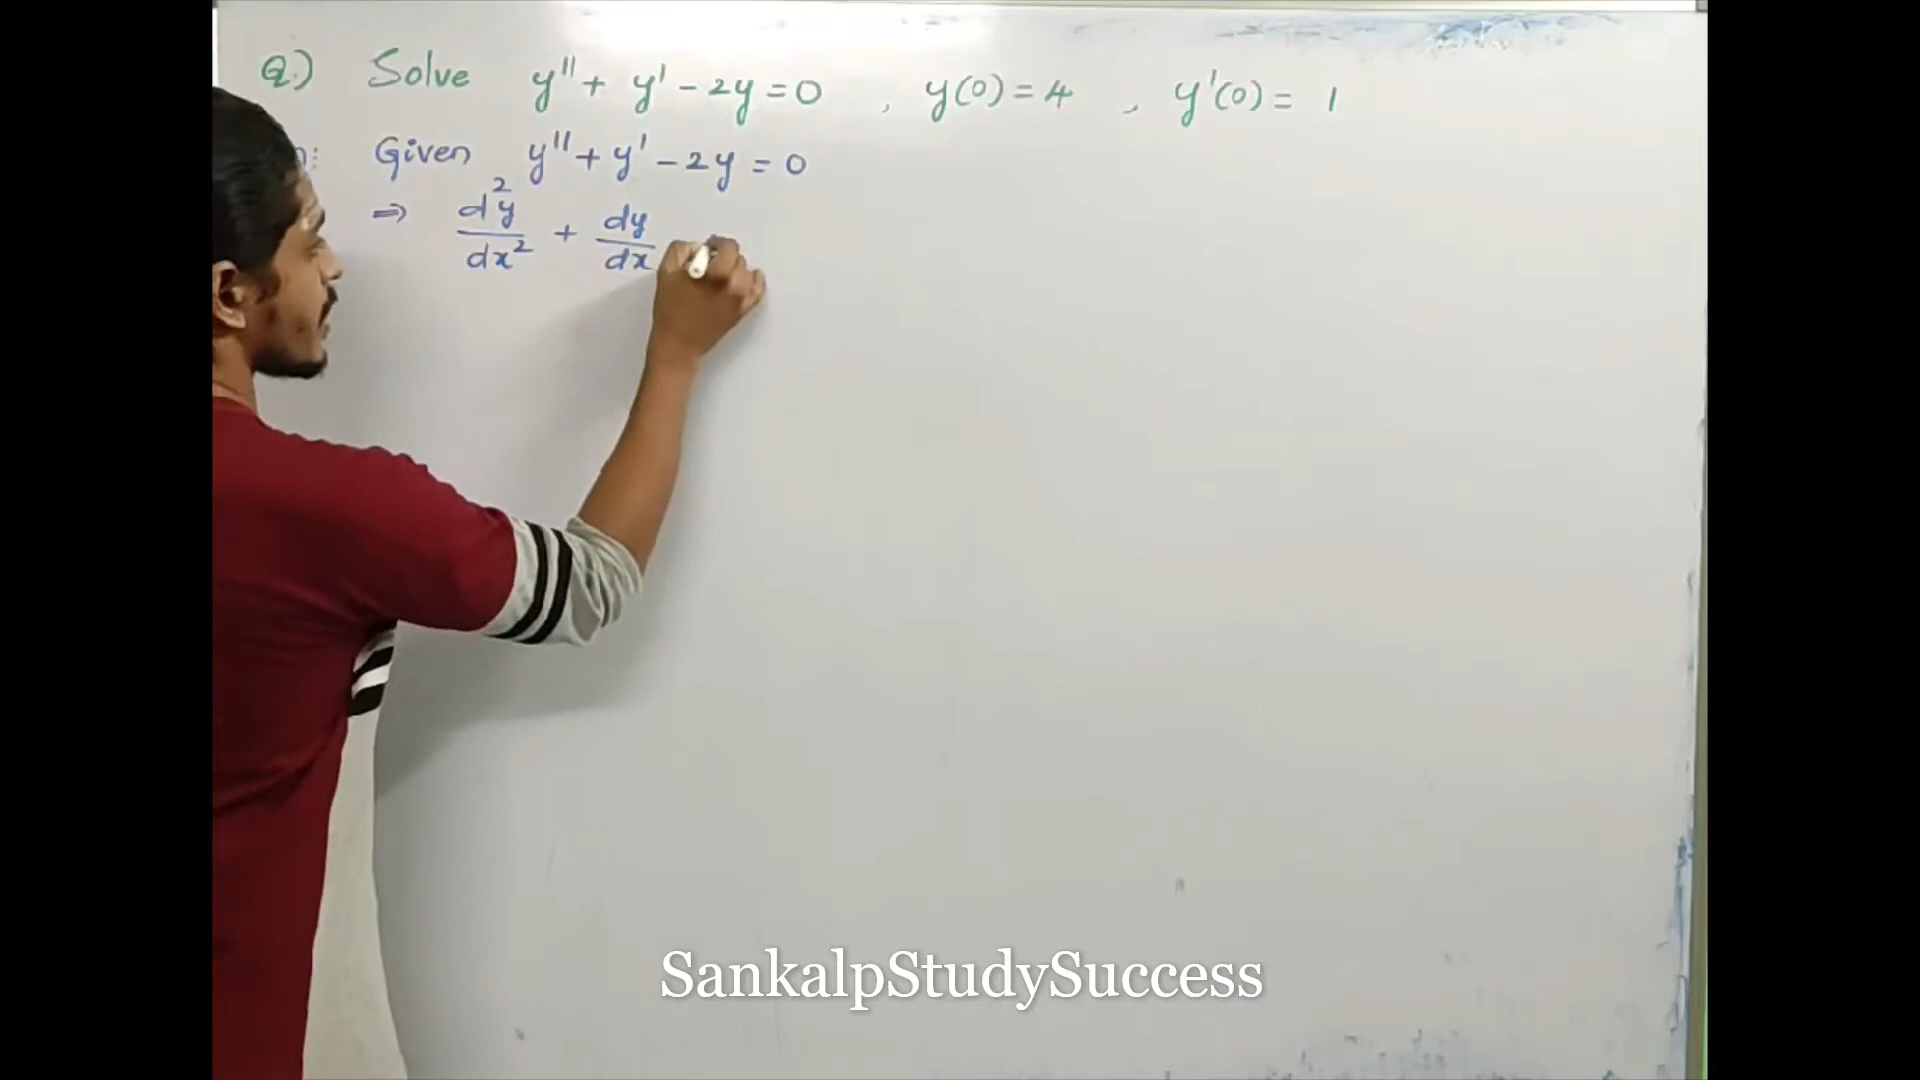 Q.) Solve y'' + y' - 2y = 0 , y(0) = 4 , y'(0) = 1
Given y'' + y' - 2y = 0
⇒ d²y/dx² + dy/dx
SankalpStudySuccess